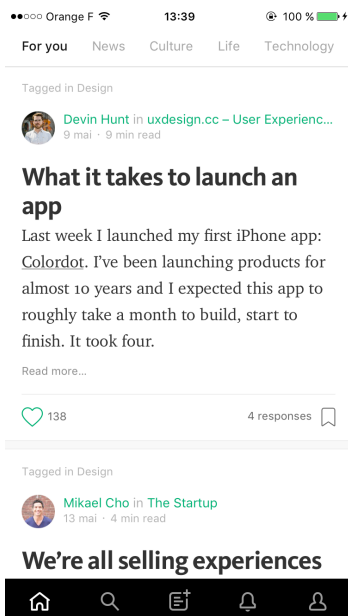 Orange F 13:39 100 %
For you News Culture Life Technology
Tagged in Design
Devin Hunt in uxdesign.cc – User Experienc...
9 mai · 9 min read
What it takes to launch an
app
Last week I launched my first iPhone app:
Colordot. I’ve been launching products for
almost 10 years and I expected this app to
roughly take a month to build, start to
finish. It took four.
Read more...
138 4 responses
Tagged in Design
Mikael Cho in The Startup
13 mai · 4 min read
We’re all selling experiences